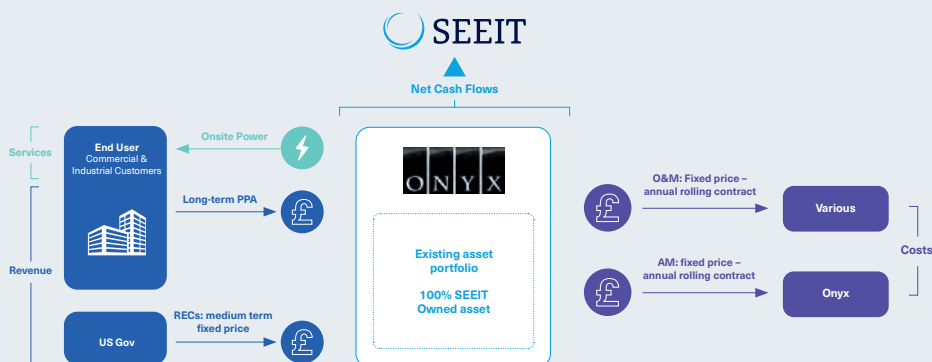 SEEIT
Net Cash Flows
Services
End User
Commercial &
Industrial Customers
Onsite Power
Long-term PPA
£
Revenue
US Gov
RECs: medium term
fixed price
£
ONYX
Existing asset
portfolio
100% SEEIT
Owned asset
£
O&M: Fixed price –
annual rolling contract
Various
£
AM: fixed price –
annual rolling contract
Onyx
Costs